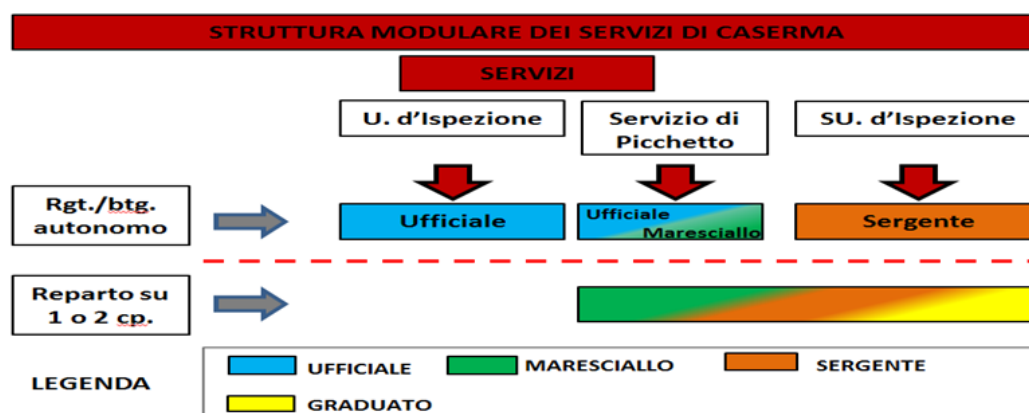 STRUTTURA MODULARE DEI SERVIZI DI CASERMA
SERVIZI
U. d'Ispezione
Servizio di
Picchetto
SU. d'Ispezione
Rgt./btg.
autonomo
Ufficiale
Ufficiale
Maresciallo
Sergente
Reparto su
1 o 2 cp.
LEGENDA
UFFICIALE
MARESCIALLO
SERGENTE
GRADUATO